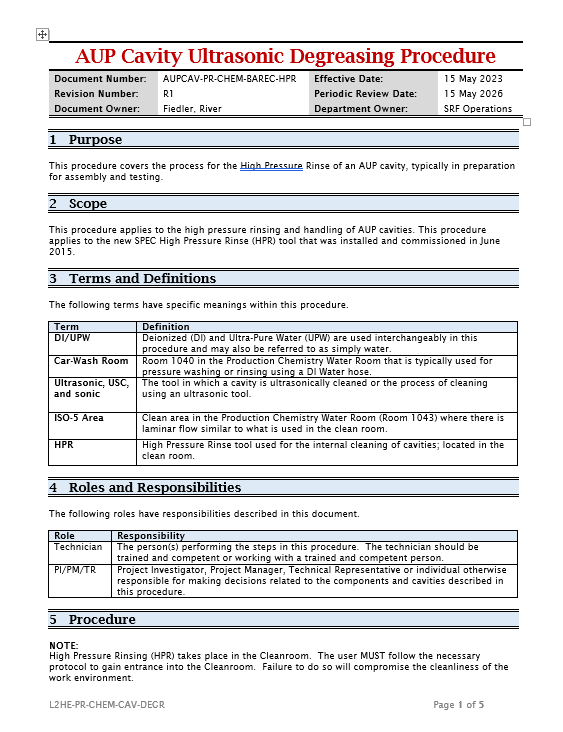 AUP Cavity Ultrasonic Degreasing Procedure
Document Number: AUPCAV-PR-CHEM-BAREC-HPR Effective Date: 15 May 2023
Revision Number: R1 Periodic Review Date: 15 May 2026
Document Owner: Fiedler, River Department Owner: SRF Operations
1 Purpose
This procedure covers the process for the High Pressure Rinse of an AUP cavity, typically in preparation
for assembly and testing.
2 Scope
This procedure applies to the high pressure rinsing and handling of AUP cavities. This procedure
applies to the new SPEC High Pressure Rinse (HPR) tool that was installed and commissioned in June
2015.
3 Terms and Definitions
The following terms have specific meanings within this procedure.
Term Definition
DI/UPW Deionized (DI) and Ultra-Pure Water (UPW) are used interchangeably in this
procedure and may also be referred to as simply water.
Car-Wash Room Room 1040 in the Production Chemistry Water Room that is typically used for
pressure washing or rinsing using a DI Water hose.
Ultrasonic, USC, The tool in which a cavity is ultrasonically cleaned or the process of cleaning
and sonic using an ultrasonic tool.
ISO-5 Area Clean area in the Production Chemistry Water Room (Room 1043) where there is
laminar flow similar to what is used in the clean room.
HPR High Pressure Rinse tool used for the internal cleaning of cavities; located in the
clean room.
4 Roles and Responsibilities
The following roles have responsibilities described in this document.
Role Responsibility
Technician The person(s) performing the steps in this procedure. The technician should be
trained and competent or working with a trained and competent person.
PI/PM/TR Project Investigator, Project Manager, Technical Representative or individual otherwise
responsible for making decisions related to the components and cavities described in
this procedure.
5 Procedure
NOTE:
High Pressure Rinsing (HPR) takes place in the Cleanroom. The user MUST follow the necessary
protocol to gain entrance into the Cleanroom. Failure to do so will compromise the cleanliness of the
work environment.
L2HE-PR-CHEM-CAV-DEGR Page 1 of 5